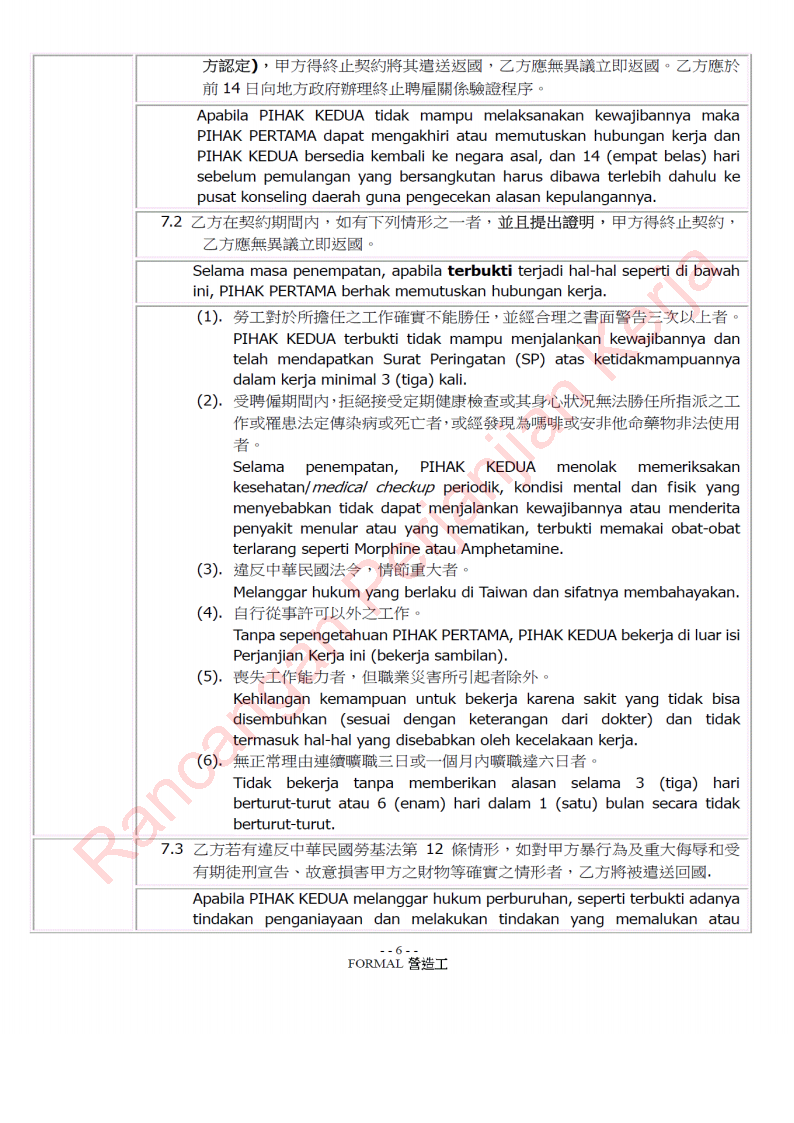 方認定)，甲方得終止契約將其遣送返國，乙方應無異議立即返國。乙方應於
前 14 日向地方政府辦理終止聘雇關係驗證程序。
Apabila PIHAK KEDUA tidak mampu melaksanakan kewajibannya maka
PIHAK PERTAMA dapat mengakhiri atau memutuskan hubungan kerja dan
PIHAK KEDUA bersedia kembali ke negara asal, dan 14 (empat belas) hari
sebelum pemulangan yang bersangkutan harus dibawa terlebih dahulu ke
pusat konseling daerah guna pengecekan alasan kepulangannya.
7.2 乙方在契約期間內，如有下列情形之一者，並且提出證明，甲方得終止契約，
乙方應無異議立即返國。
Selama masa penempatan, apabila terbukti terjadi hal-hal seperti di bawah
ini, PIHAK PERTAMA berhak memutuskan hubungan kerja.
(1). 勞工對於所擔任之工作確實不能勝任，並經合理之書面警告三次以上者。
PIHAK KEDUA terbukti tidak mampu menjalankan kewajibannya dan
telah mendapatkan Surat Peringatan (SP) atas ketidakmampuannya
dalam kerja minimal 3 (tiga) kali.
(2). 受聘僱期間內，拒絕接受定期健康檢查或其身心狀況無法勝任所指派之工
作或罹患法定傳染病或死亡者，或經發現為嗎啡或安非他命藥物非法使用
者。
Selama penempatan, PIHAK KEDUA menolak memeriksakan
kesehatan/medical checkup periodik, kondisi mental dan fisik yang
menyebabkan tidak dapat menjalankan kewajibannya atau menderita
penyakit menular atau yang mematikan, terbukti memakai obat-obat
terlarang seperti Morphine atau Amphetamine.
(3). 違反中華民國法令，情節重大者。
Melanggar hukum yang berlaku di Taiwan dan sifatnya membahayakan.
(4). 自行從事許可以外之工作。
Tanpa sepengetahuan PIHAK PERTAMA, PIHAK KEDUA bekerja di luar isi
Perjanjian Kerja ini (bekerja sambilan).
(5). 喪失工作能力者，但職業災害所引起者除外。
Kehilangan kemampuan untuk bekerja karena sakit yang tidak bisa
disembuhkan (sesuai dengan keterangan dari dokter) dan tidak
termasuk hal-hal yang disebabkan oleh kecelakaan kerja.
(6). 無正常理由連續曠職三日或一個月內曠職達六日者。
Tidak bekerja tanpa memberikan alasan selama 3 (tiga) hari
berturut-turut atau 6 (enam) hari dalam 1 (satu) bulan secara tidak
berturut-turut.
7.3 乙方若有違反中華民國勞基法第 12 條情形，如對甲方暴行為及重大侮辱和受
有期徒刑宣告、故意損害甲方之財物等確實之情形者，乙方將被遣送回國.
Apabila PIHAK KEDUA melanggar hukum perburuhan, seperti terbukti adanya
tindakan penganiayaan dan melakukan tindakan yang memalukan atau
Rancangan Perjanjian Kerja
- - 6 - -
FORMAL 營造工